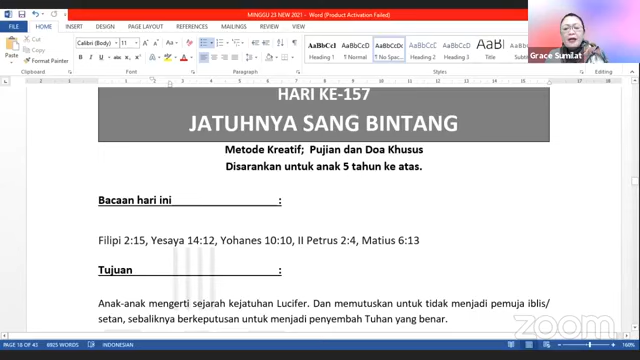 MINGGU 23 NEW 2021 - Word (Product Activation Failed)
FILE HOME INSERT DESIGN PAGE LAYOUT REFERENCES MAILINGS REVIEW VIEW
Paste
Cut
Copy
Format Painter
Calibri (Body) 11
AaBbCcI AaBbCcI AaBbCcDc AaBbCcD AaBbCcD AaBl
Heading 1 ¶ Normal ¶ No Spac... Heading 2 Heading 3 Title
Replace
Select
Clipboard Font Paragraph Styles Editing
Grace Sumilat
HARI KE-157
JATUHNYA SANG BINTANG
Metode Kreatif; Pujian dan Doa Khusus
Disarankan untuk anak 5 tahun ke atas.
Bacaan hari ini :
Filipi 2:15, Yesaya 14:12, Yohanes 10:10, II Petrus 2:4, Matius 6:13
Tujuan :
Anak-anak mengerti sejarah kejatuhan Lucifer. Dan memutuskan untuk tidak menjadi pemuja iblis/
setan, sebaliknya berkeputusan untuk menjadi penyembah Tuhan yang benar.
zoom
PAGE 18 OF 43 6925 WORDS INDONESIAN 160%